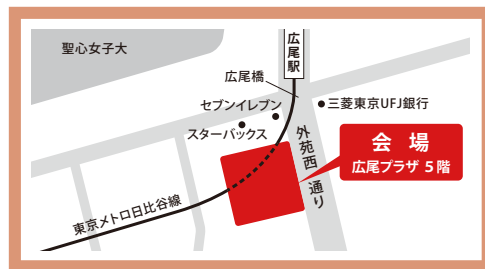 聖心女子大
広尾駅
広尾橋
セブンイレブン
三菱東京UFJ銀行
スターバックス
外苑西通り
会 場
広尾プラザ 5階
東京メトロ日比谷線